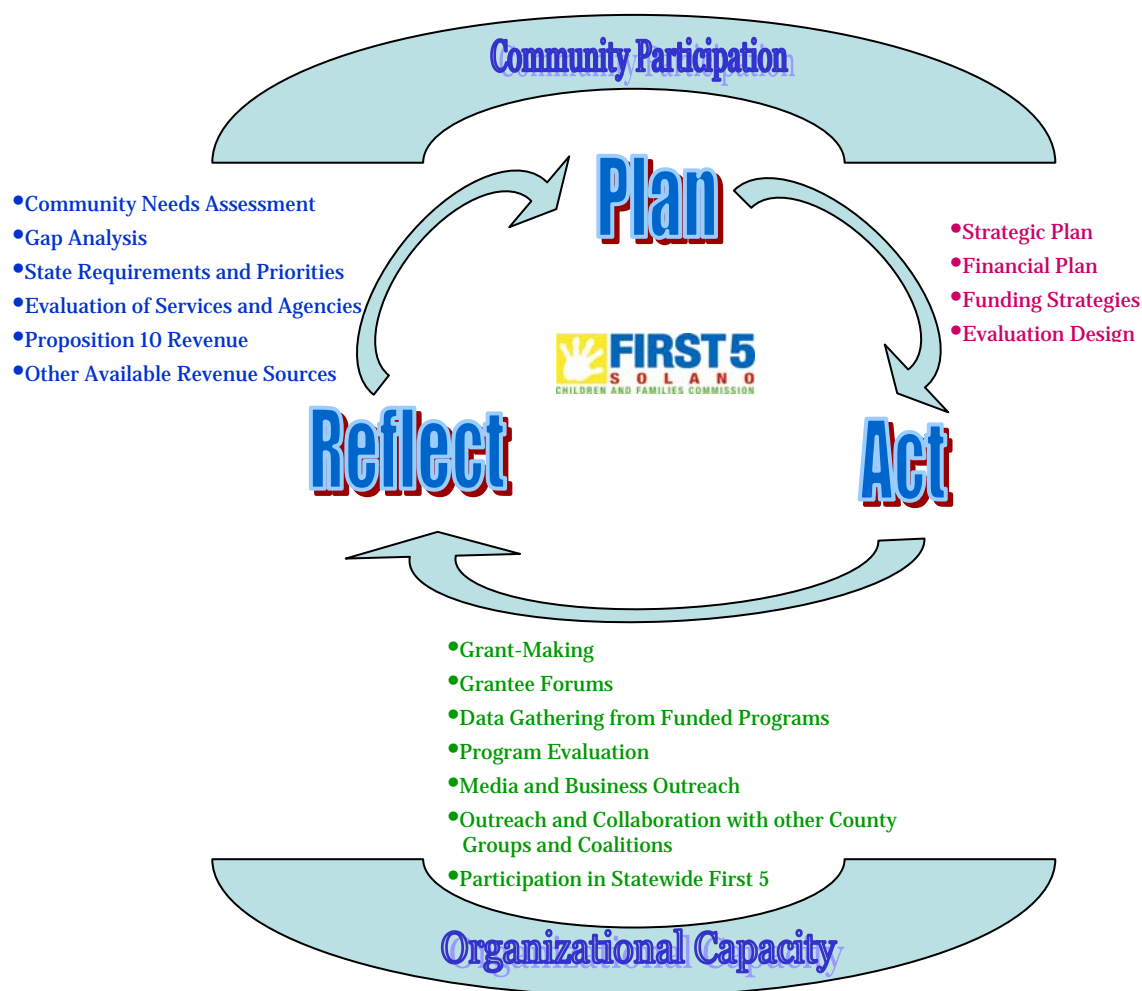 Community Participation
Plan
•Community Needs Assessment
•Gap Analysis
•State Requirements and Priorities
•Evaluation of Services and Agencies
•Proposition 10 Revenue
•Other Available Revenue Sources
•Strategic Plan
•Financial Plan
•Funding Strategies
•Evaluation Design
FIRST 5
SOLANO
CHILDREN AND FAMILIES COMMISSION
Reflect
Act
•Grant-Making
•Grantee Forums
•Data Gathering from Funded Programs
•Program Evaluation
•Media and Business Outreach
•Outreach and Collaboration with other County
Groups and Coalitions
•Participation in Statewide First 5
Organizational Capacity